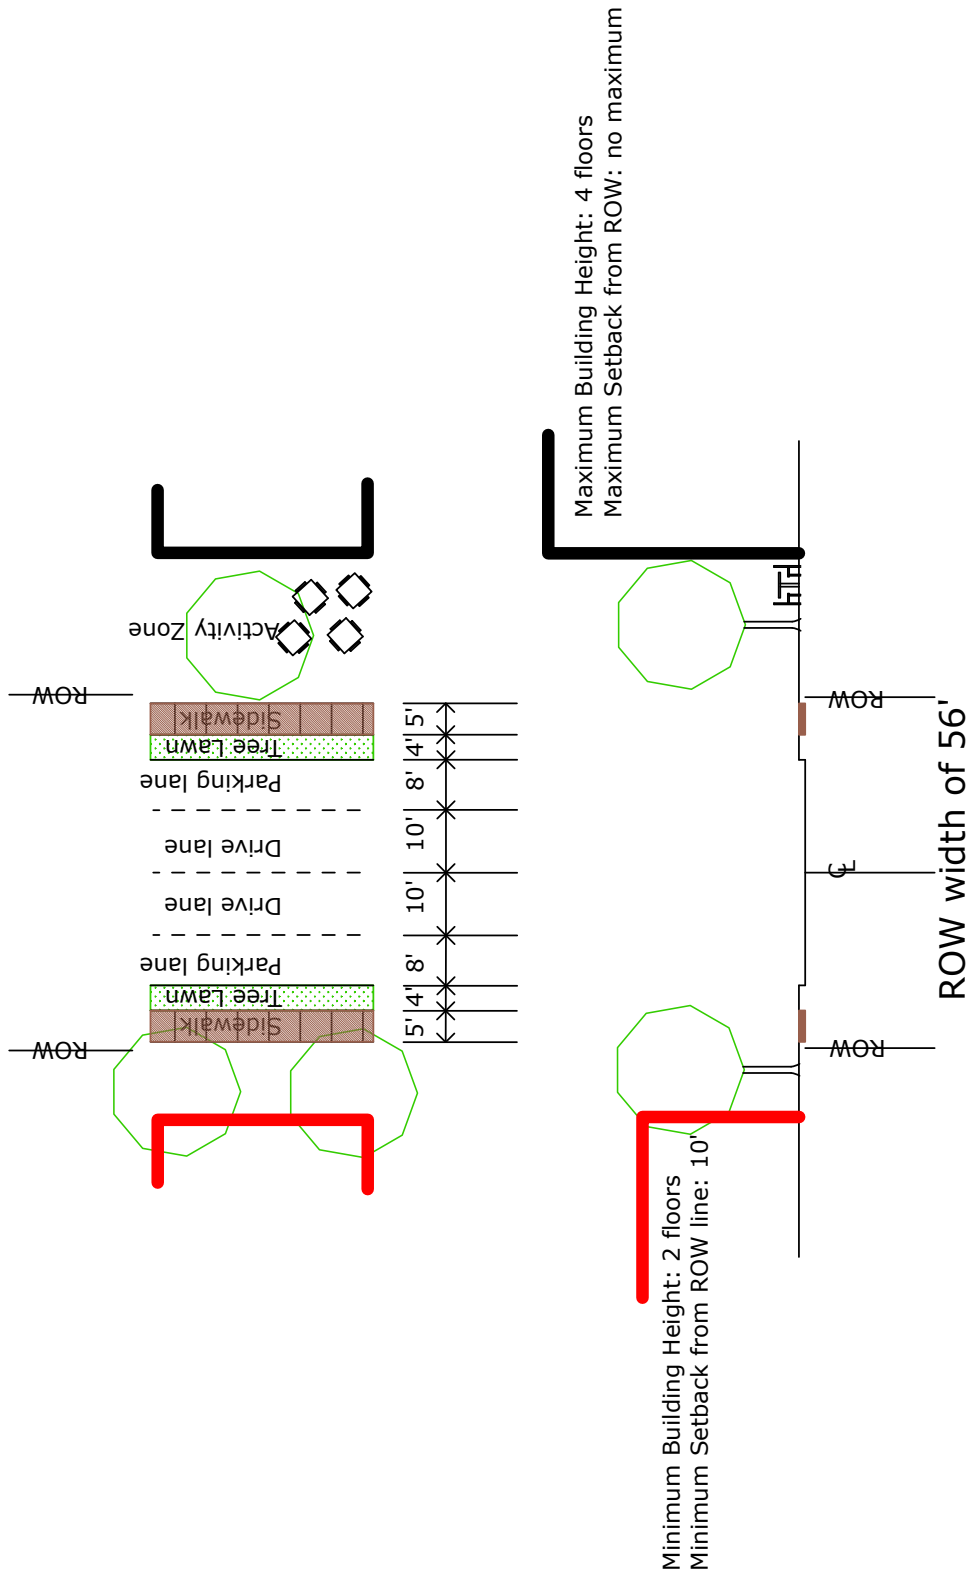 Maximum Building Height: 4 floors
Maximum Setback from ROW: no maximum
Activity Zone
ROW
Sidewalk
Tree Lawn
Parking lane
Drive lane
Drive lane
Parking lane
Tree Lawn
Sidewalk
ROW
5'
4'
8'
10'
10'
8'
4'
5'
ROW
CL
ROW
Minimum Building Height: 2 floors
Minimum Setback from ROW line: 10'
ROW width of 56'